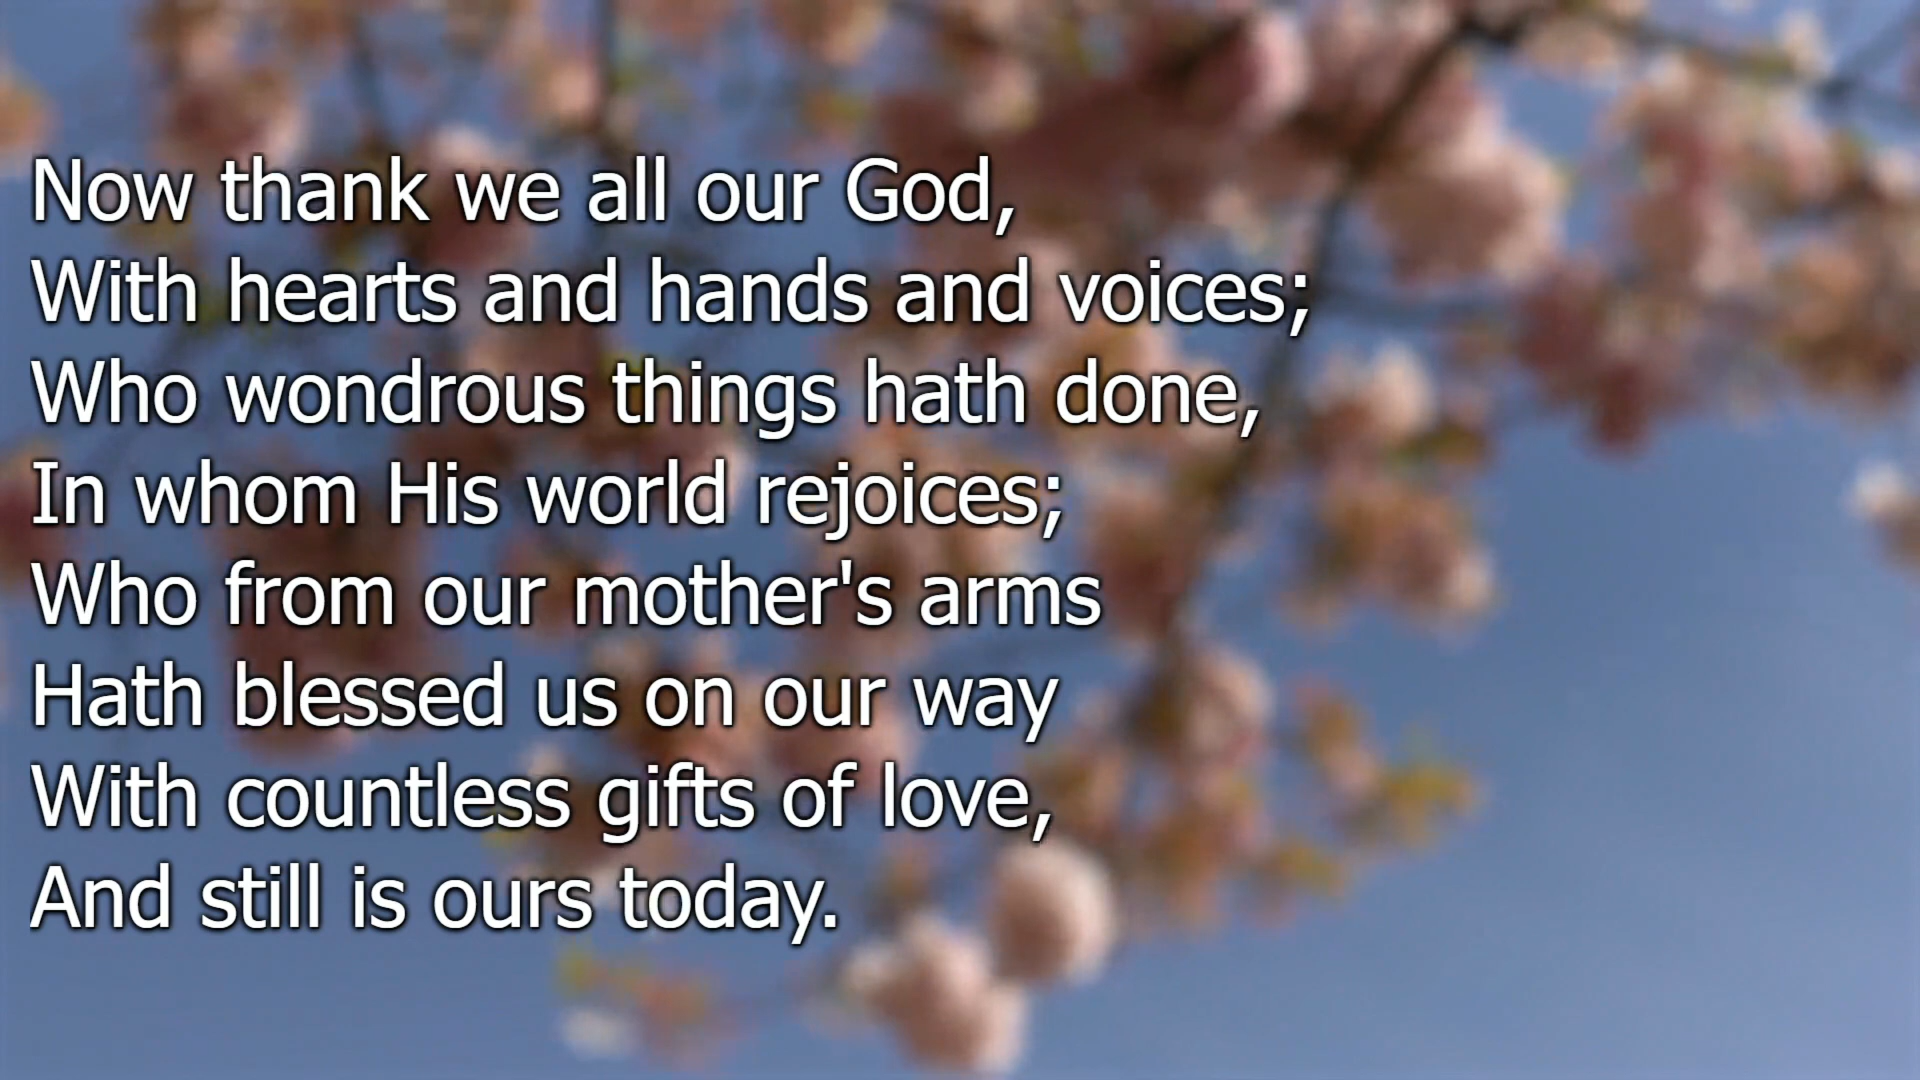 Now thank we all our God,
With hearts and hands and voices;
Who wondrous things hath done,
In whom His world rejoices;
Who from our mother's arms
Hath blessed us on our way
With countless gifts of love,
And still is ours today.